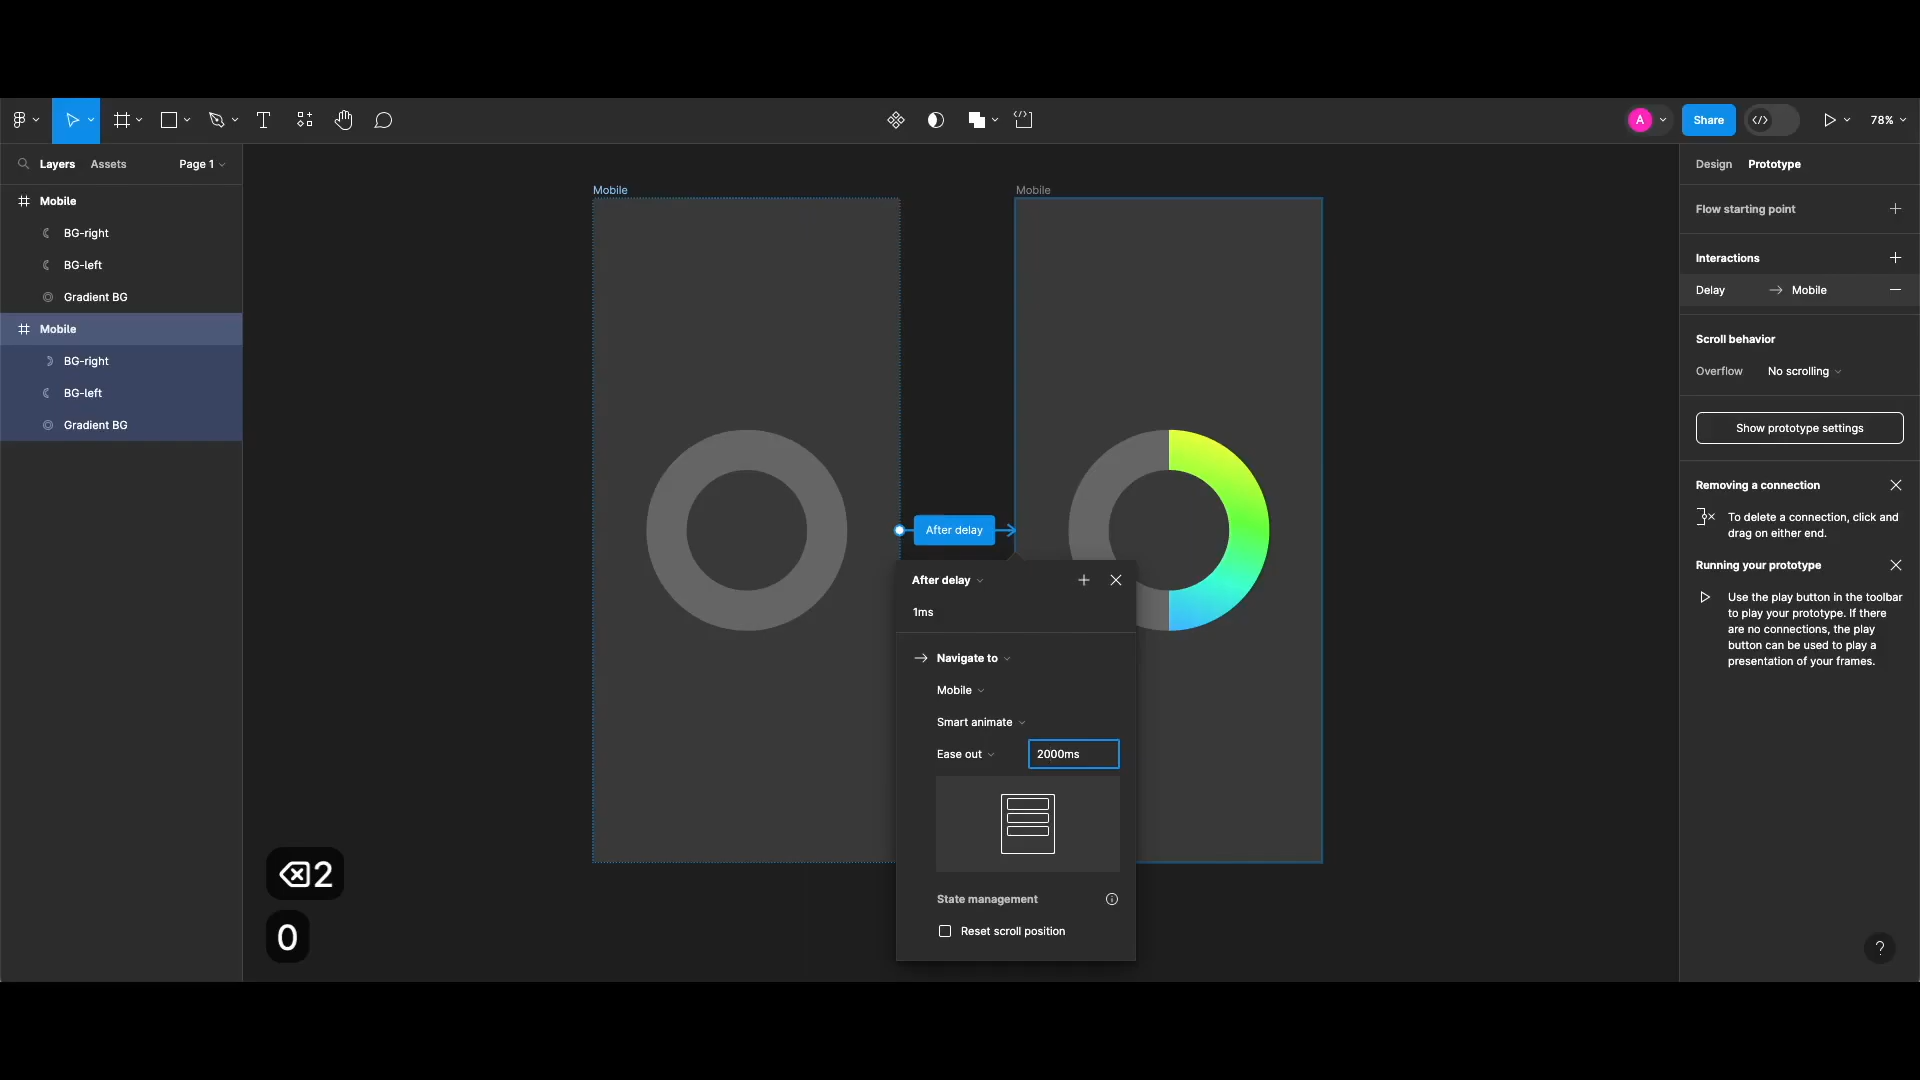 A
Share
78%
Layers
Assets
Page 1
Mobile
BG-right
BG-left
Gradient BG
Mobile
BG-right
BG-left
Gradient BG
Mobile
Mobile
After delay
After delay
1ms
Navigate to
Mobile
Smart animate
Ease out
2000ms
State management
Reset scroll position
Design
Prototype
Flow starting point
Interactions
Delay
Mobile
Scroll behavior
Overflow
No scrolling
Show prototype settings
Removing a connection
To delete a connection, click and
drag on either end.
Running your prototype
Use the play button in the toolbar
to play your prototype. If there
are no connections, the play
button can be used to play a
presentation of your frames.
2
0
?